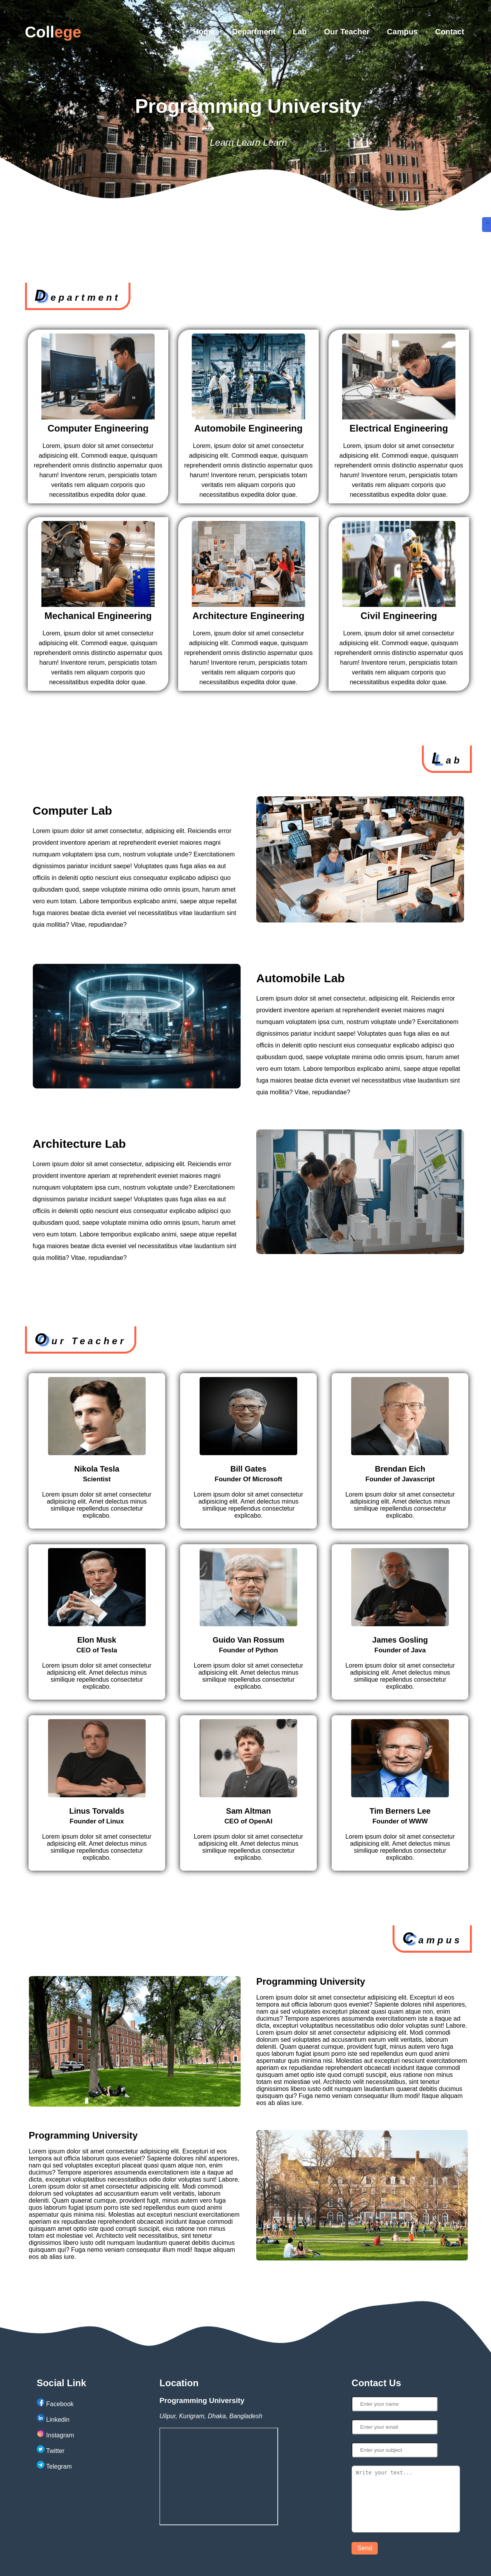 College
Home
Department
Lab
Our Teacher
Campus
Contact
Programming University
Learn Learn Learn
Department
Computer Engineering
Lorem, ipsum dolor sit amet consectetur
adipisicing elit. Commodi eaque, quisquam
reprehenderit omnis distinctio aspernatur quos
harum! Inventore rerum, perspiciatis totam
veritatis rem aliquam corporis quo
necessitatibus expedita dolor quae.
Automobile Engineering
Lorem, ipsum dolor sit amet consectetur
adipisicing elit. Commodi eaque, quisquam
reprehenderit omnis distinctio aspernatur quos
harum! Inventore rerum, perspiciatis totam
veritatis rem aliquam corporis quo
necessitatibus expedita dolor quae.
Electrical Engineering
Lorem, ipsum dolor sit amet consectetur
adipisicing elit. Commodi eaque, quisquam
reprehenderit omnis distinctio aspernatur quos
harum! Inventore rerum, perspiciatis totam
veritatis rem aliquam corporis quo
necessitatibus expedita dolor quae.
Mechanical Engineering
Lorem, ipsum dolor sit amet consectetur
adipisicing elit. Commodi eaque, quisquam
reprehenderit omnis distinctio aspernatur quos
harum! Inventore rerum, perspiciatis totam
veritatis rem aliquam corporis quo
necessitatibus expedita dolor quae.
Architecture Engineering
Lorem, ipsum dolor sit amet consectetur
adipisicing elit. Commodi eaque, quisquam
reprehenderit omnis distinctio aspernatur quos
harum! Inventore rerum, perspiciatis totam
veritatis rem aliquam corporis quo
necessitatibus expedita dolor quae.
Civil Engineering
Lorem, ipsum dolor sit amet consectetur
adipisicing elit. Commodi eaque, quisquam
reprehenderit omnis distinctio aspernatur quos
harum! Inventore rerum, perspiciatis totam
veritatis rem aliquam corporis quo
necessitatibus expedita dolor quae.
Lab
Computer Lab
Lorem ipsum dolor sit amet consectetur, adipisicing elit. Reiciendis error
provident inventore aperiam at reprehenderit eveniet maiores magni
numquam voluptatem ipsa cum, nostrum voluptate unde? Exercitationem
dignissimos pariatur incidunt saepe! Voluptates quas fuga alias ea aut
officiis in deleniti optio nesciunt eius consequatur explicabo adipisci quo
quibusdam quod, saepe voluptate minima odio omnis ipsum, harum amet
vero eum totam. Labore temporibus explicabo animi, saepe atque repellat
fuga maiores beatae dicta eveniet vel necessitatibus vitae laudantium sint
quia mollitia? Vitae, repudiandae?
Automobile Lab
Lorem ipsum dolor sit amet consectetur, adipisicing elit. Reiciendis error
provident inventore aperiam at reprehenderit eveniet maiores magni
numquam voluptatem ipsa cum, nostrum voluptate unde? Exercitationem
dignissimos pariatur incidunt saepe! Voluptates quas fuga alias ea aut
officiis in deleniti optio nesciunt eius consequatur explicabo adipisci quo
quibusdam quod, saepe voluptate minima odio omnis ipsum, harum amet
vero eum totam. Labore temporibus explicabo animi, saepe atque repellat
fuga maiores beatae dicta eveniet vel necessitatibus vitae laudantium sint
quia mollitia? Vitae, repudiandae?
Architecture Lab
Lorem ipsum dolor sit amet consectetur, adipisicing elit. Reiciendis error
provident inventore aperiam at reprehenderit eveniet maiores magni
numquam voluptatem ipsa cum, nostrum voluptate unde? Exercitationem
dignissimos pariatur incidunt saepe! Voluptates quas fuga alias ea aut
officiis in deleniti optio nesciunt eius consequatur explicabo adipisci quo
quibusdam quod, saepe voluptate minima odio omnis ipsum, harum amet
vero eum totam. Labore temporibus explicabo animi, saepe atque repellat
fuga maiores beatae dicta eveniet vel necessitatibus vitae laudantium sint
quia mollitia? Vitae, repudiandae?
Our Teacher
Nikola Tesla
Scientist
Lorem ipsum dolor sit amet consectetur
adipisicing elit. Amet delectus minus
similique repellendus consectetur
explicabo.
Bill Gates
Founder Of Microsoft
Lorem ipsum dolor sit amet consectetur
adipisicing elit. Amet delectus minus
similique repellendus consectetur
explicabo.
Brendan Eich
Founder of Javascript
Lorem ipsum dolor sit amet consectetur
adipisicing elit. Amet delectus minus
similique repellendus consectetur
explicabo.
Elon Musk
CEO of Tesla
Lorem ipsum dolor sit amet consectetur
adipisicing elit. Amet delectus minus
similique repellendus consectetur
explicabo.
Guido Van Rossum
Founder of Python
Lorem ipsum dolor sit amet consectetur
adipisicing elit. Amet delectus minus
similique repellendus consectetur
explicabo.
James Gosling
Founder of Java
Lorem ipsum dolor sit amet consectetur
adipisicing elit. Amet delectus minus
similique repellendus consectetur
explicabo.
Linus Torvalds
Founder of Linux
Lorem ipsum dolor sit amet consectetur
adipisicing elit. Amet delectus minus
similique repellendus consectetur
explicabo.
Sam Altman
CEO of OpenAI
Lorem ipsum dolor sit amet consectetur
adipisicing elit. Amet delectus minus
similique repellendus consectetur
explicabo.
Tim Berners Lee
Founder of WWW
Lorem ipsum dolor sit amet consectetur
adipisicing elit. Amet delectus minus
similique repellendus consectetur
explicabo.
Campus
Programming University
Lorem ipsum dolor sit amet consectetur adipisicing elit. Excepturi id eos
tempora aut officia laborum quos eveniet? Sapiente dolores nihil asperiores,
nam qui sed voluptates excepturi placeat quasi quam atque non, enim
ducimus? Tempore asperiores assumenda exercitationem iste a itaque ad
dicta, excepturi voluptatibus necessitatibus odio dolor voluptas sunt! Labore.
Lorem ipsum dolor sit amet consectetur adipisicing elit. Modi commodi
dolorum sed voluptates ad accusantium earum velit veritatis, laborum
deleniti. Quam quaerat cumque, provident fugit, minus autem vero fuga
quos laborum fugiat ipsum porro iste sed repellendus eum quod animi
aspernatur quis minima nisi. Molestias aut excepturi nesciunt exercitationem
aperiam ex repudiandae reprehenderit obcaecati incidunt itaque commodi
quisquam amet optio iste quod corrupti suscipit, eius ratione non minus
totam est molestiae vel. Architecto velit necessitatibus, sint tenetur
dignissimos libero iusto odit numquam laudantium quaerat debitis ducimus
quisquam qui? Fuga nemo veniam consequatur illum modi! Itaque aliquam
eos ab alias iure.
Programming University
Lorem ipsum dolor sit amet consectetur adipisicing elit. Excepturi id eos
tempora aut officia laborum quos eveniet? Sapiente dolores nihil asperiores,
nam qui sed voluptates excepturi placeat quasi quam atque non, enim
ducimus? Tempore asperiores assumenda exercitationem iste a itaque ad
dicta, excepturi voluptatibus necessitatibus odio dolor voluptas sunt! Labore.
Lorem ipsum dolor sit amet consectetur adipisicing elit. Modi commodi
dolorum sed voluptates ad accusantium earum velit veritatis, laborum
deleniti. Quam quaerat cumque, provident fugit, minus autem vero fuga
quos laborum fugiat ipsum porro iste sed repellendus eum quod animi
aspernatur quis minima nisi. Molestias aut excepturi nesciunt exercitationem
aperiam ex repudiandae reprehenderit obcaecati incidunt itaque commodi
quisquam amet optio iste quod corrupti suscipit, eius ratione non minus
totam est molestiae vel. Architecto velit necessitatibus, sint tenetur
dignissimos libero iusto odit numquam laudantium quaerat debitis ducimus
quisquam qui? Fuga nemo veniam consequatur illum modi! Itaque aliquam
eos ab alias iure.
Social Link
Facebook
Linkedin
Instagram
Twitter
Telegram
Location
Programming University
Ulipur, Kurigram, Dhaka, Bangladesh
Contact Us
Enter your name
Enter your email
Enter your subject
Write your text...
Send